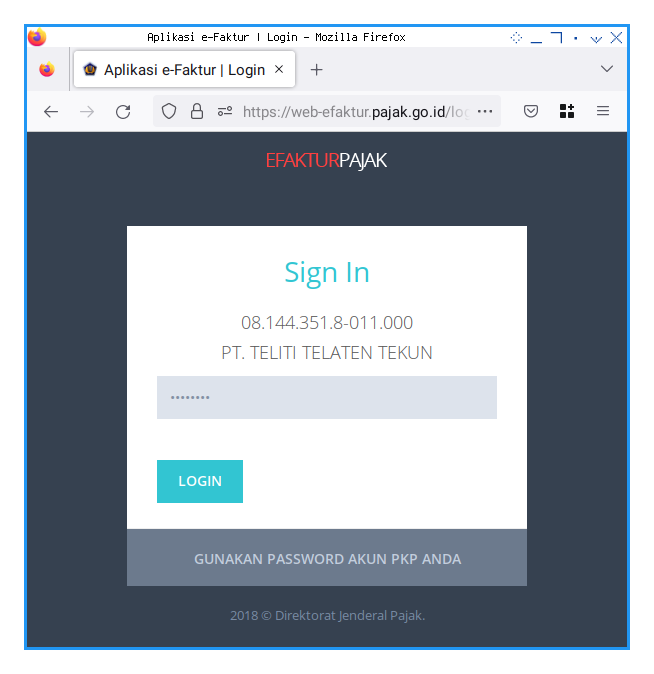 Aplikasi e-Faktur | Login - Mozilla Firefox
Aplikasi e-Faktur | Login
https://web-efaktur.pajak.go.id/log
EFAKTURPAJAK
Sign In
08.144.351.8-011.000
PT. TELITI TELATEN TEKUN
LOGIN
GUNAKAN PASSWORD AKUN PKP ANDA
2018 © Direktorat Jenderal Pajak.